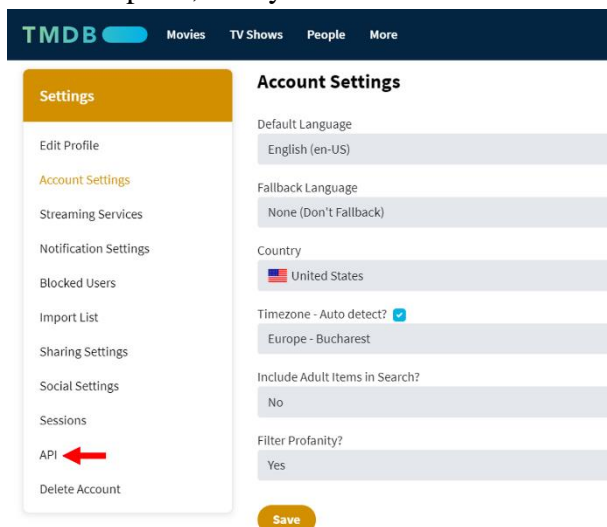 TMDB Movies TV Shows People More
Settings
Edit Profile
Account Settings
Streaming Services
Notification Settings
Blocked Users
Import List
Sharing Settings
Social Settings
Sessions
API
Delete Account
Account Settings
Default Language
English (en-US)
Fallback Language
None (Don't Fallback)
Country
United States
Timezone - Auto detect?
Europe - Bucharest
Include Adult Items in Search?
No
Filter Profanity?
Yes
Save